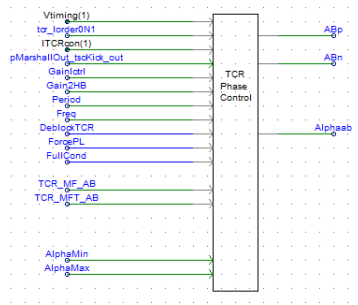 Vtiming(1)
tcr_Iorder0N1
ABp
ITCRcon(1)
pMarshallOut_tscKick_out
ABn
GainIctrl
TCR
Gain2HB
Phase
Period
Control
Freq
DeblockTCR
Alphaab
ForcePL
FullCond
TCR_MF_AB
TCR_MFT_AB
AlphaMin
AlphaMax